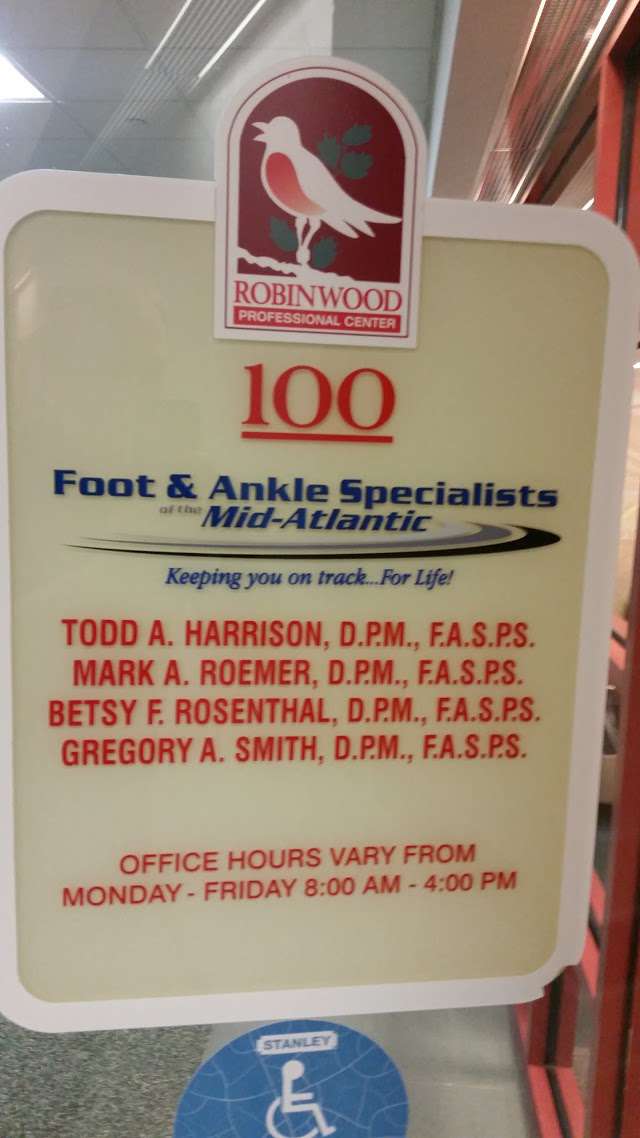 ROBINWOOD
PROFESSIONAL CENTER
100
Foot & Ankle Specialists
of the Mid-Atlantic
Keeping you on track...For Life!
TODD A. HARRISON, D.P.M., F.A.S.P.S.
MARK A. ROEMER, D.P.M., F.A.S.P.S.
BETSY F. ROSENTHAL, D.P.M., F.A.S.P.S.
GREGORY A. SMITH, D.P.M., F.A.S.P.S.
OFFICE HOURS VARY FROM
MONDAY - FRIDAY 8:00 AM - 4:00 PM
STANLEY